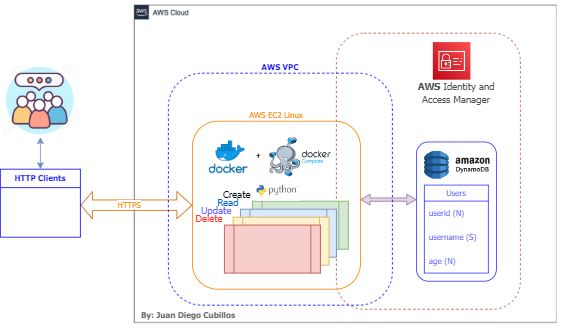 aws
AWS Cloud
AWS VPC
AWS Identity and
Access Manager
AWS EC2 Linux
docker
+
docker
Compose
python
Create
Read
Update
Delete
HTTP Clients
HTTPS
amazon
DynamoDB
Users
userid (N)
username (S)
age (N)
By: Juan Diego Cubillos